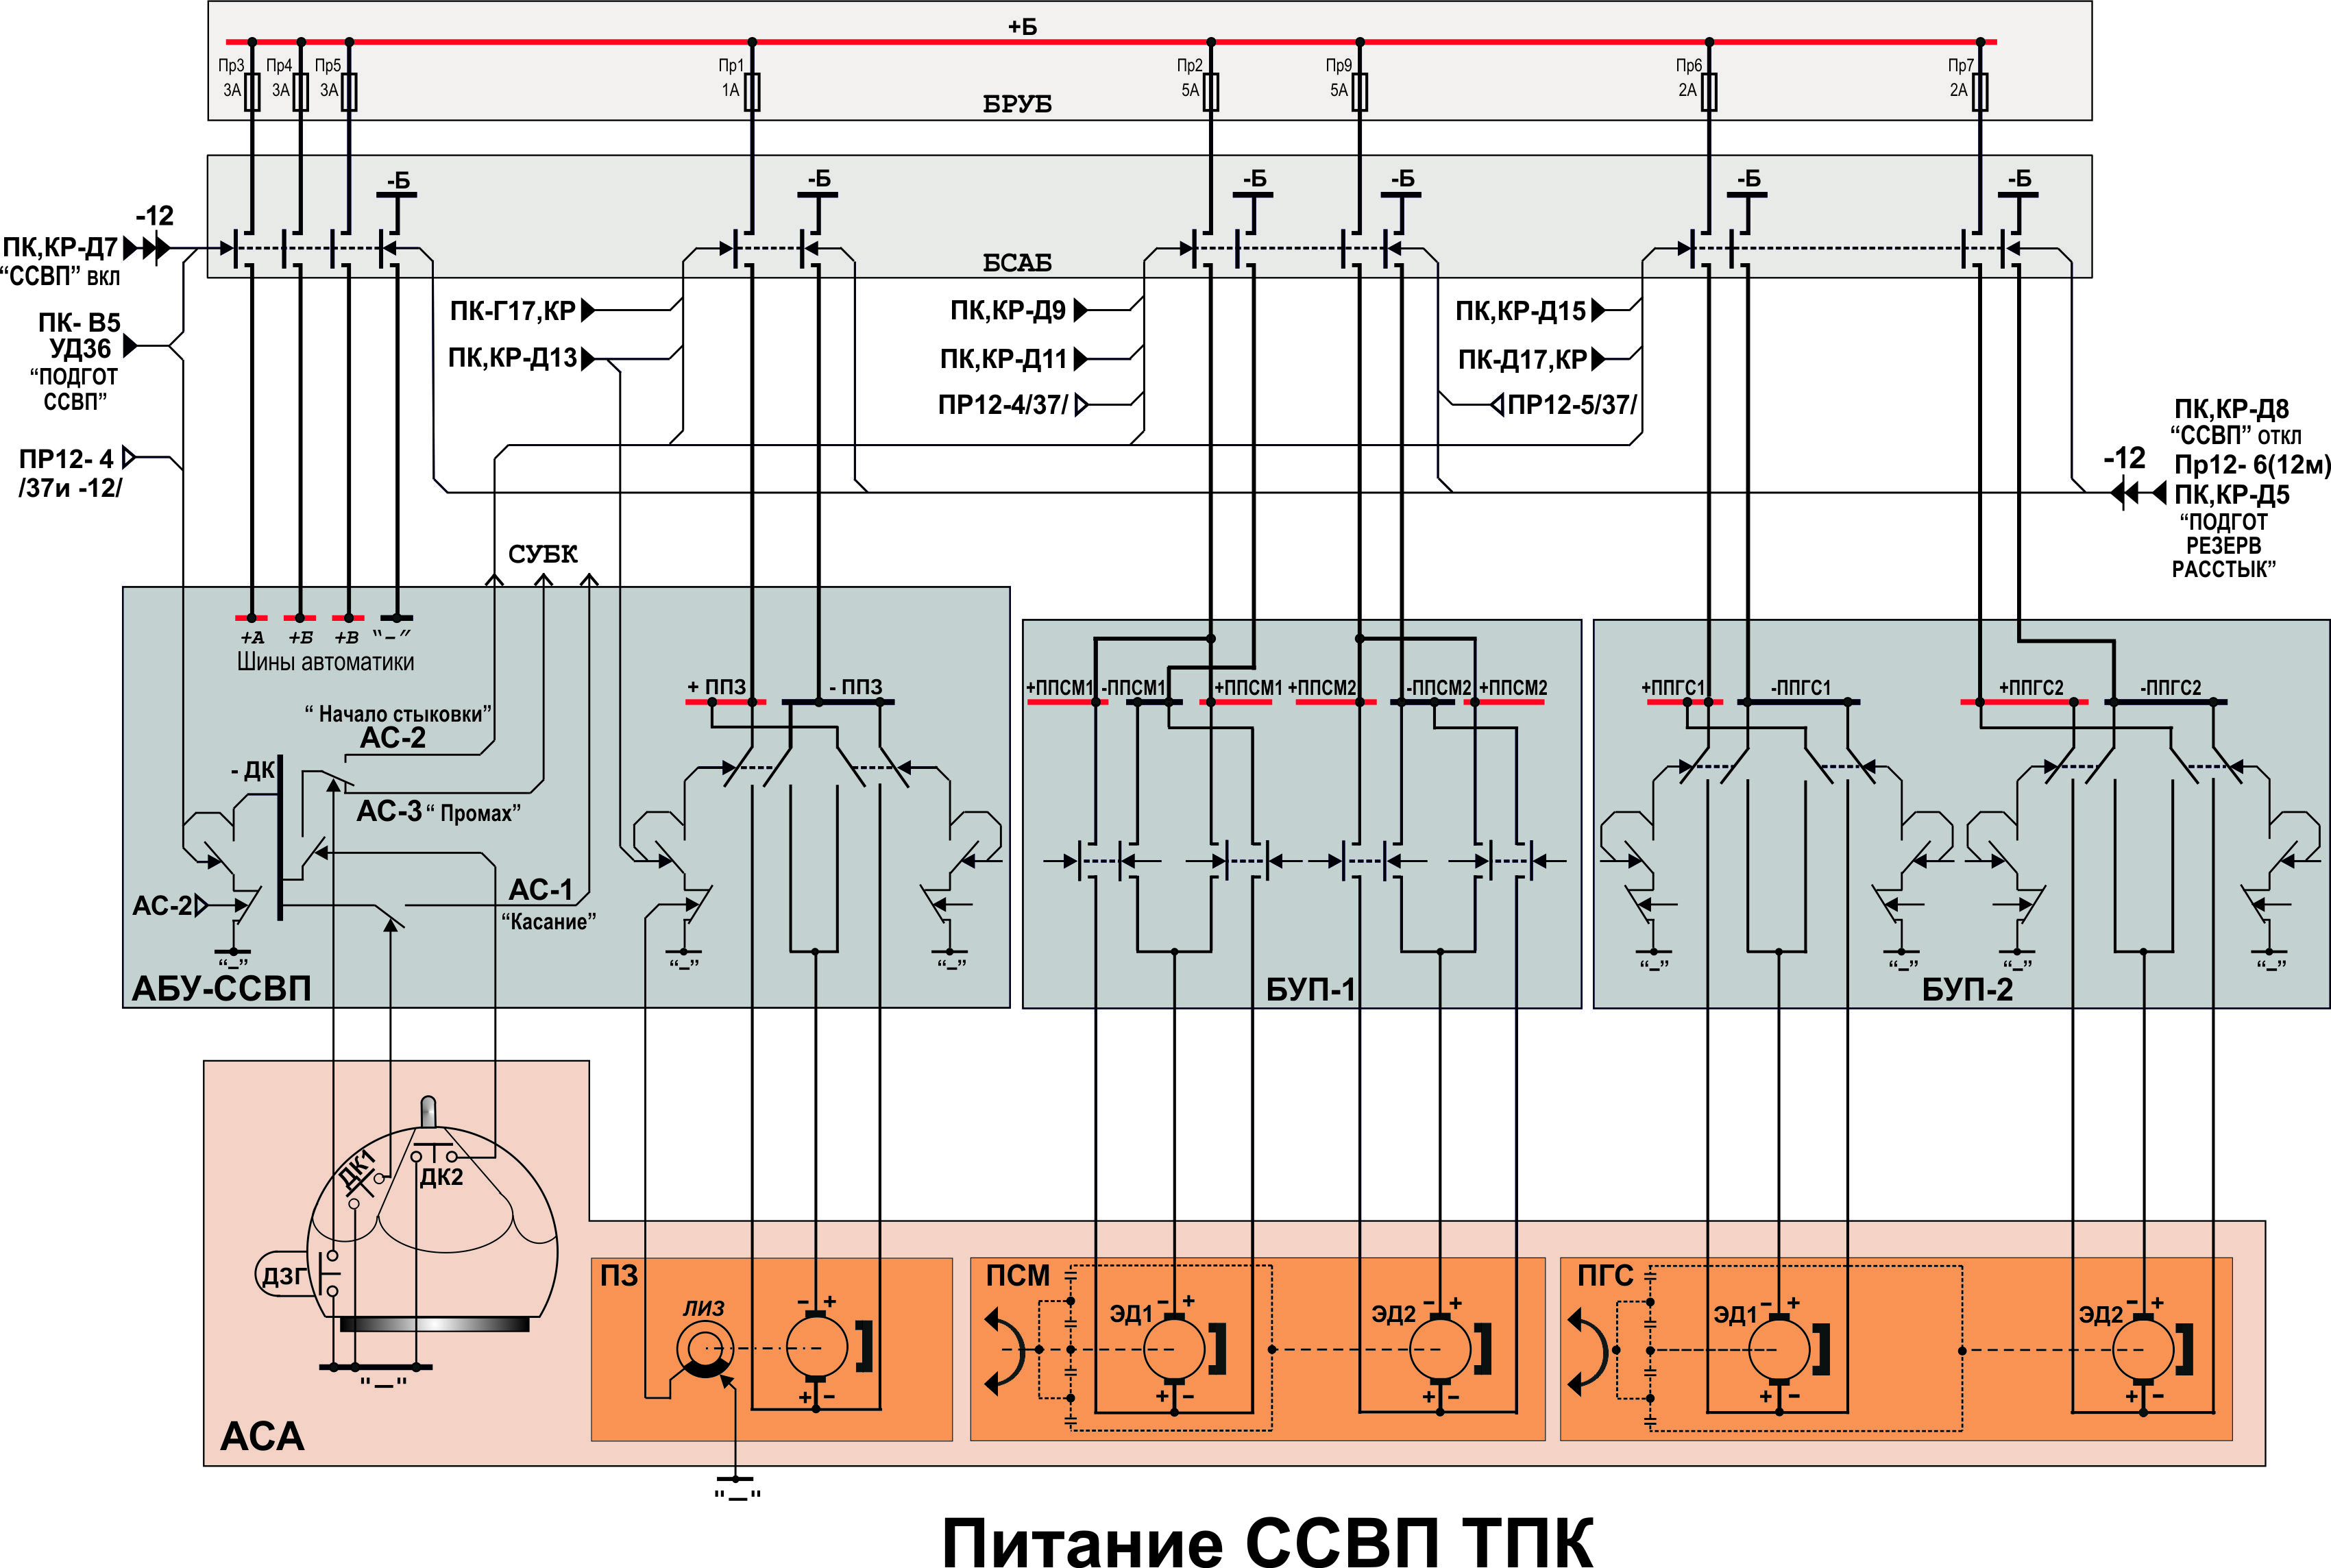 +Б
Пр3
3А
Пр4
3А
Пр5
3А
Пр1
1А
Пр2
5А
Пр9
5А
Пр6
2А
Пр7
2А
БРУБ
-Б
-Б
-Б
-Б
-Б
-Б
БСАБ
-12
ПК,КР-Д7
“ССВП” ВКЛ
ПК- В5
УД36
“ПОДГОТ
ССВП”
ПР12- 4
/37и -12/
ПК-Г17,КР
ПК,КР-Д13
ПК,КР-Д9
ПК,КР-Д11
ПР12-4/37/
ПК,КР-Д15
ПК-Д17,КР
ПР12-5/37/
-12
ПК,КР-Д8
“ССВП” ОТКЛ
Пр12- 6(12м)
ПК,КР-Д5
“ПОДГОТ
РЕЗЕРВ
РАССТЫК”
СУБК
+А +Б +В “–”
Шины автоматики
“ Начало стыковки”
АС-2
- ДК
АС-3 “ Промах”
АС-1
“Касание”
АС-2
“–”
АБУ-ССВП
+ ППЗ
- ППЗ
“–”
“–”
+ППСМ1
-ППСМ1
+ППСМ1
+ППСМ2
-ППСМ2
+ППСМ2
БУП-1
+ППГС1
-ППГС1
+ППГС2
-ППГС2
“–”
“–”
“–”
“–”
БУП-2
ДК1
ДК2
ДЗГ
"—"
АСА
ПЗ
ЛИЗ
– +
+ –
"—"
ПСМ
ЭД1
– +
+ –
ЭД2
– +
+ –
ПГС
ЭД1
– +
+ –
ЭД2
– +
+ –
Питание ССВП ТПК